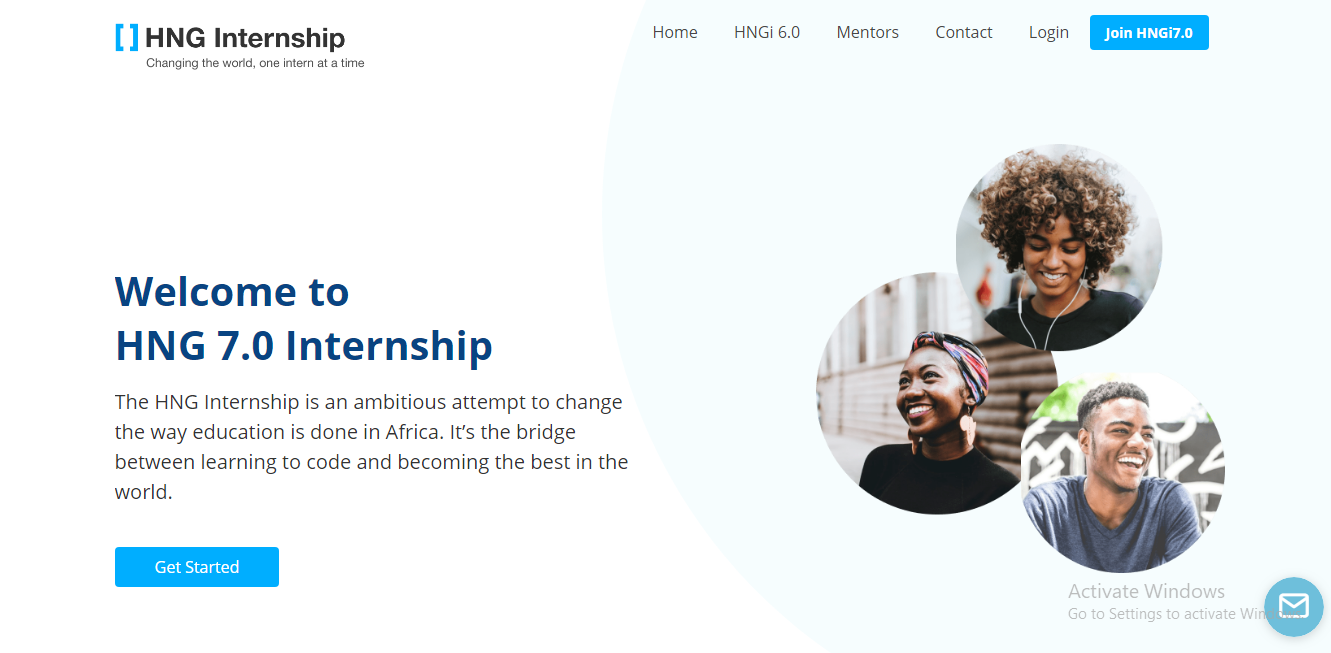 [ ] HNG Internship
Changing the world, one intern at a time
Home HNGi 6.0 Mentors Contact Login Join HNGi7.0
Welcome to
HNG 7.0 Internship
The HNG Internship is an ambitious attempt to change
the way education is done in Africa. It’s the bridge
between learning to code and becoming the best in the
world.
Get Started
Activate Windows
Go to Settings to activate Windows.